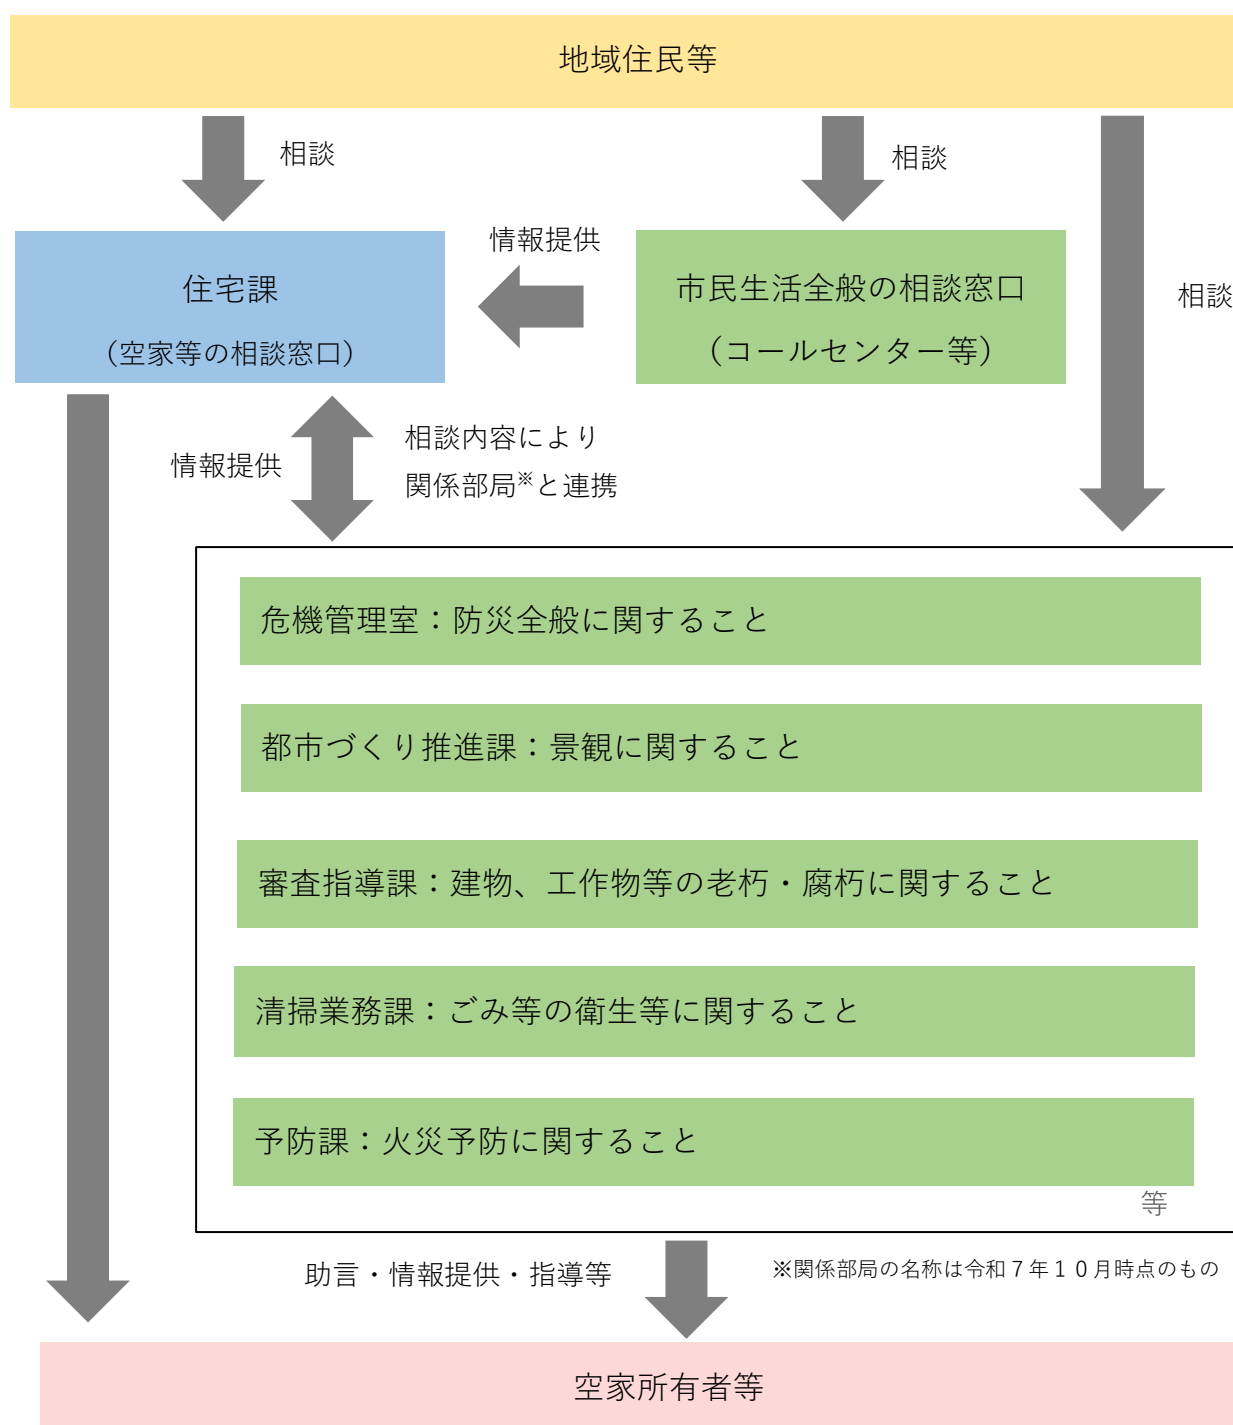 地域住民等
相談
相談
相談
情報提供
住宅課
（空家等の相談窓口）
市民生活全般の相談窓口
（コールセンター等）
情報提供
相談内容により
関係部局※と連携
危機管理室：防災全般に関すること
都市づくり推進課：景観に関すること
審査指導課：建物、工作物等の老朽・腐朽に関すること
清掃業務課：ごみ等の衛生等に関すること
予防課：火災予防に関すること
等
助言・情報提供・指導等
※関係部局の名称は令和７年１０月時点のもの
空家所有者等